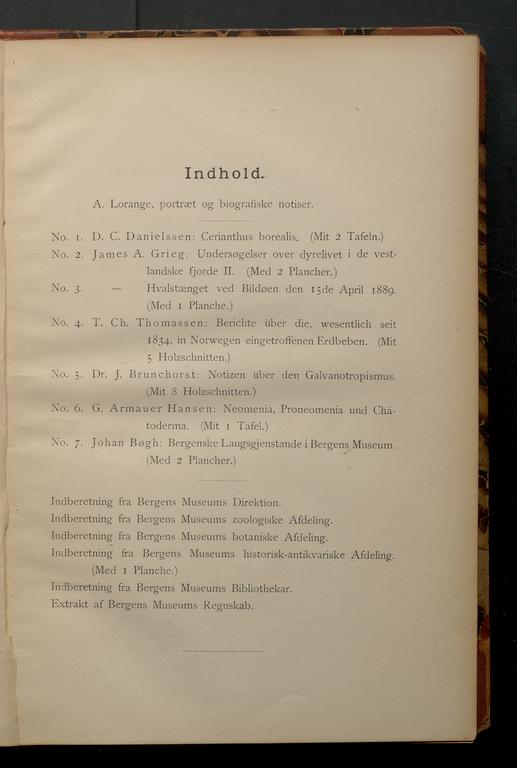 Indhold.
A. Lorange, portræt og biografiske notiser.
No. 1. D. C. Danielssen: Cerianthus borealis. (Mit 2 Tafeln.)
No. 2. James A. Grieg: Undersøgelser over dyrelivet i de vest-
landske fjorde II. (Med 2 Plancher.)
No. 3. — Hvalstænget ved Bildøen den 15de April 1889.
(Med 1 Planche.)
No. 4. T. Ch. Thomassen: Berichte über die, wesentlich seit
1834, in Norwegen eingetroffenen Erdbeben. (Mit
5 Holzschnitten.)
No. 5. Dr. J. Brunchorst: Notizen über den Galvanotropismus.
(Mit 8 Holzschnitten.)
No. 6. G. Armauer Hansen: Neomenia, Proneomenia und Chä-
toderma. (Mit 1 Tafel.)
No. 7. Johan Bøgh: Bergenske Laugsgjenstande i Bergens Museum.
(Med 2 Plancher.)
Indberetning fra Bergens Museums Direktion.
Indberetning fra Bergens Museums zoologiske Afdeling.
Indberetning fra Bergens Museums botaniske Afdeling.
Indberetning fra Bergens Museums historisk-antikvariske Afdeling.
(Med 1 Planche.)
Indberetning fra Bergens Museums Bibliothekar.
Extrakt af Bergens Museums Regnskab.